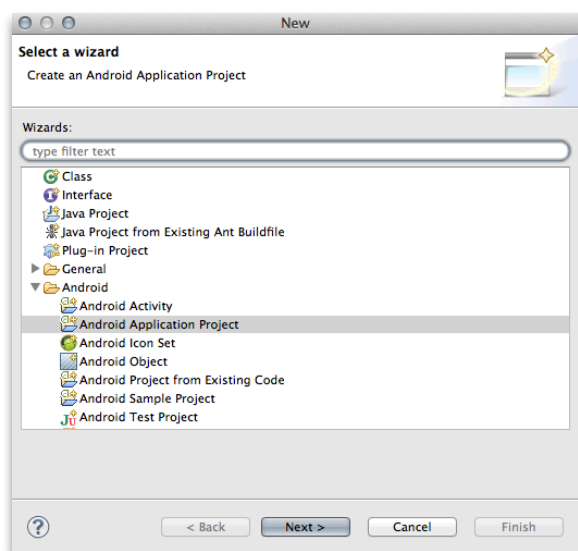 New
Select a wizard
Create an Android Application Project
Wizards:
type filter text
Class
Interface
Java Project
Java Project from Existing Ant Buildfile
Plug-in Project
General
Android
Android Activity
Android Application Project
Android Icon Set
Android Object
Android Project from Existing Code
Android Sample Project
Android Test Project
? < Back Next > Cancel Finish